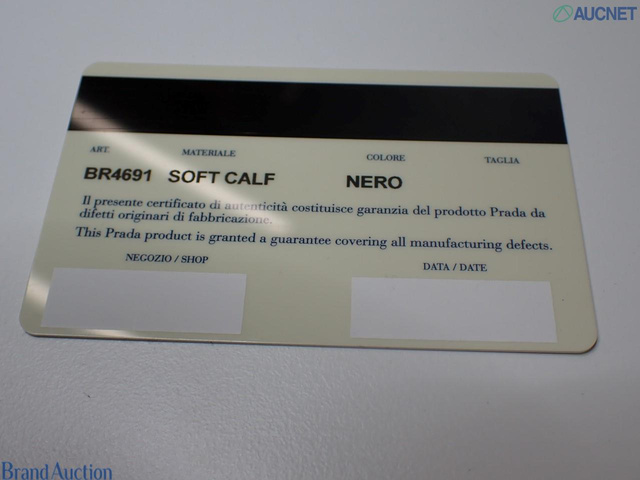 AUCNET
ART. MATERIALE COLORE TAGLIA
BR4691 SOFT CALF NERO
Il presente certificato di autenticità costituisce garanzia del prodotto Prada da
difetti originari di fabbricazione.
This Prada product is granted a guarantee covering all manufacturing defects.
NEGOZIO / SHOP DATA / DATE
Brand Auction